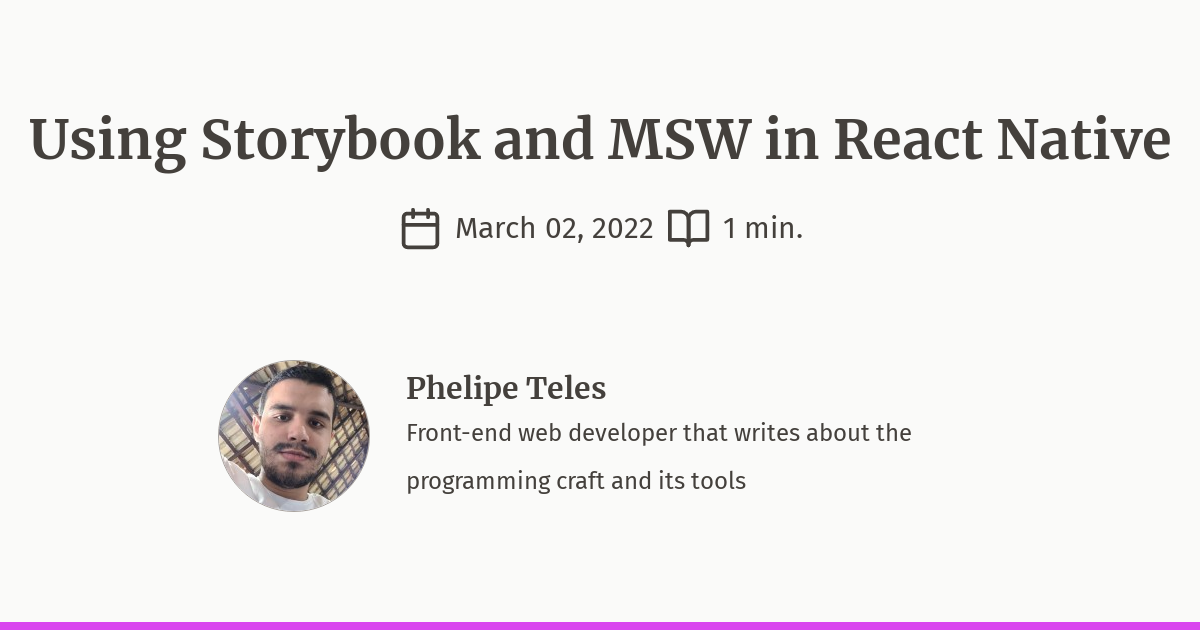 Using Storybook and MSW in React Native
March 02, 2022 1 min.
Phelipe Teles
Front-end web developer that writes about the
programming craft and its tools